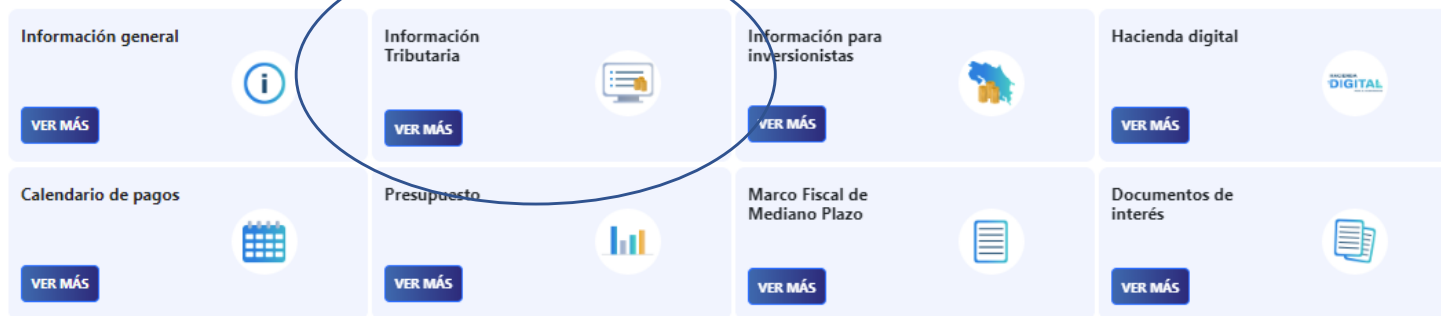 Información general
VER MÁS
Información
Tributaria
VER MÁS
Información para
inversionistas
VER MÁS
Hacienda digital
HACIENDA
DIGITAL
VER MÁS
Calendario de pagos
VER MÁS
Presupuesto
VER MÁS
Marco Fiscal de
Mediano Plazo
VER MÁS
Documentos de
interés
VER MÁS